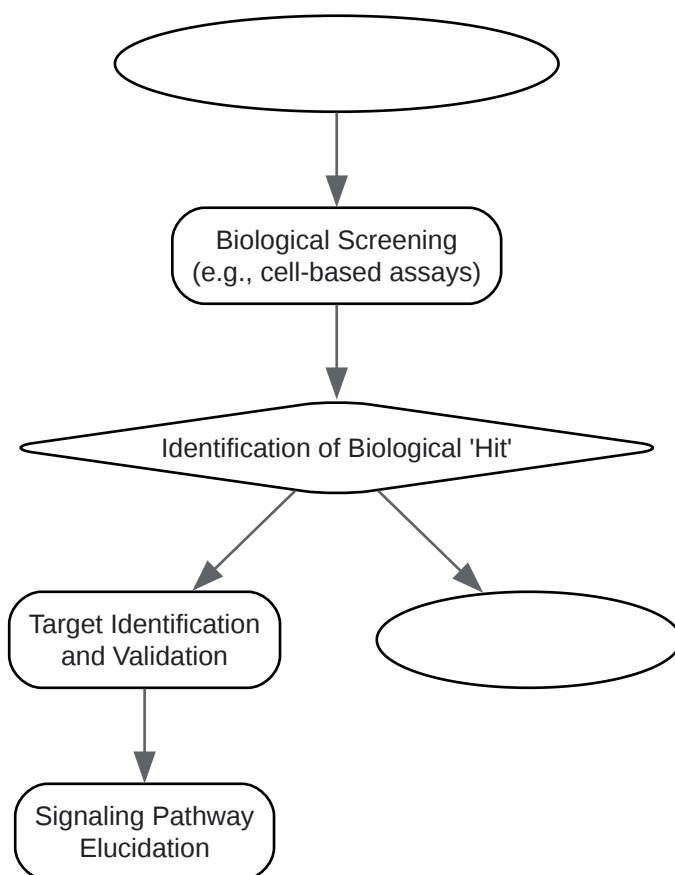 Biological Screening
(e.g., cell-based assays)
Identification of Biological 'Hit'
Target Identification
and Validation
Signaling Pathway
Elucidation